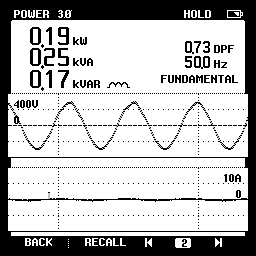 POWER 3Ø HOLD
0.19 kW
0.25 kVA 0.73 DPF
0.17 kVAR 50.0 Hz
FUNDAMENTAL
400V
0
10A
0
BACK RECALL 2